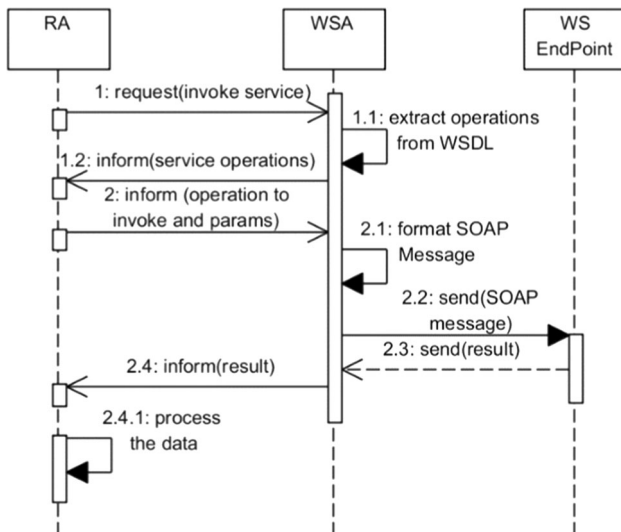 RA
WSA
WS
EndPoint
1: request(invoke service)
1.1: extract operations
from WSDL
1.2: inform(service operations)
2: inform (operation to
invoke and params)
2.1: format SOAP
Message
2.2: send(SOAP
message)
2.3: send(result)
2.4: inform(result)
2.4.1: process
the data